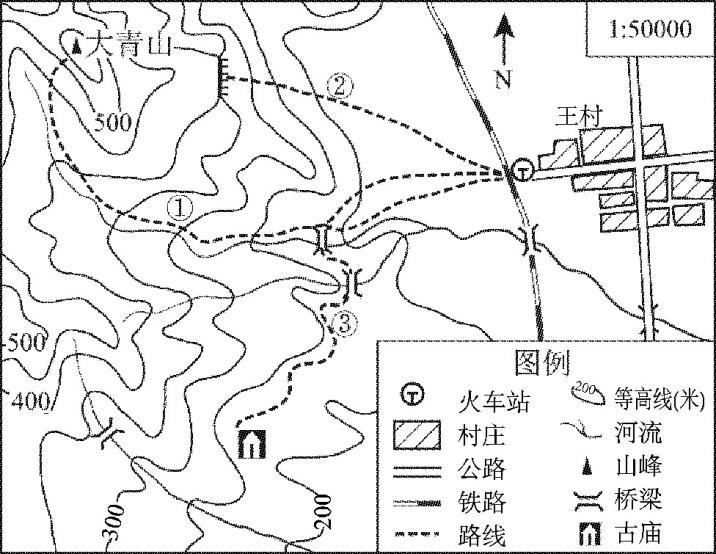 大青山
1:50000
②
N
王村
T
500
①
③
500
400
300
200
图例
T 火车站
200 等高线(米)
村庄
河流
公路
山峰
铁路
桥梁
路线
古庙